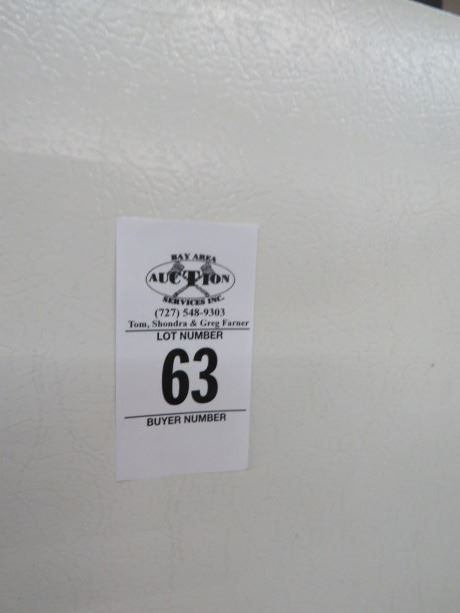 BAY AREA
AUCTION
SERVICES INC.
(727) 548-9303
Tom, Shondra & Greg Farner
LOT NUMBER
63
BUYER NUMBER